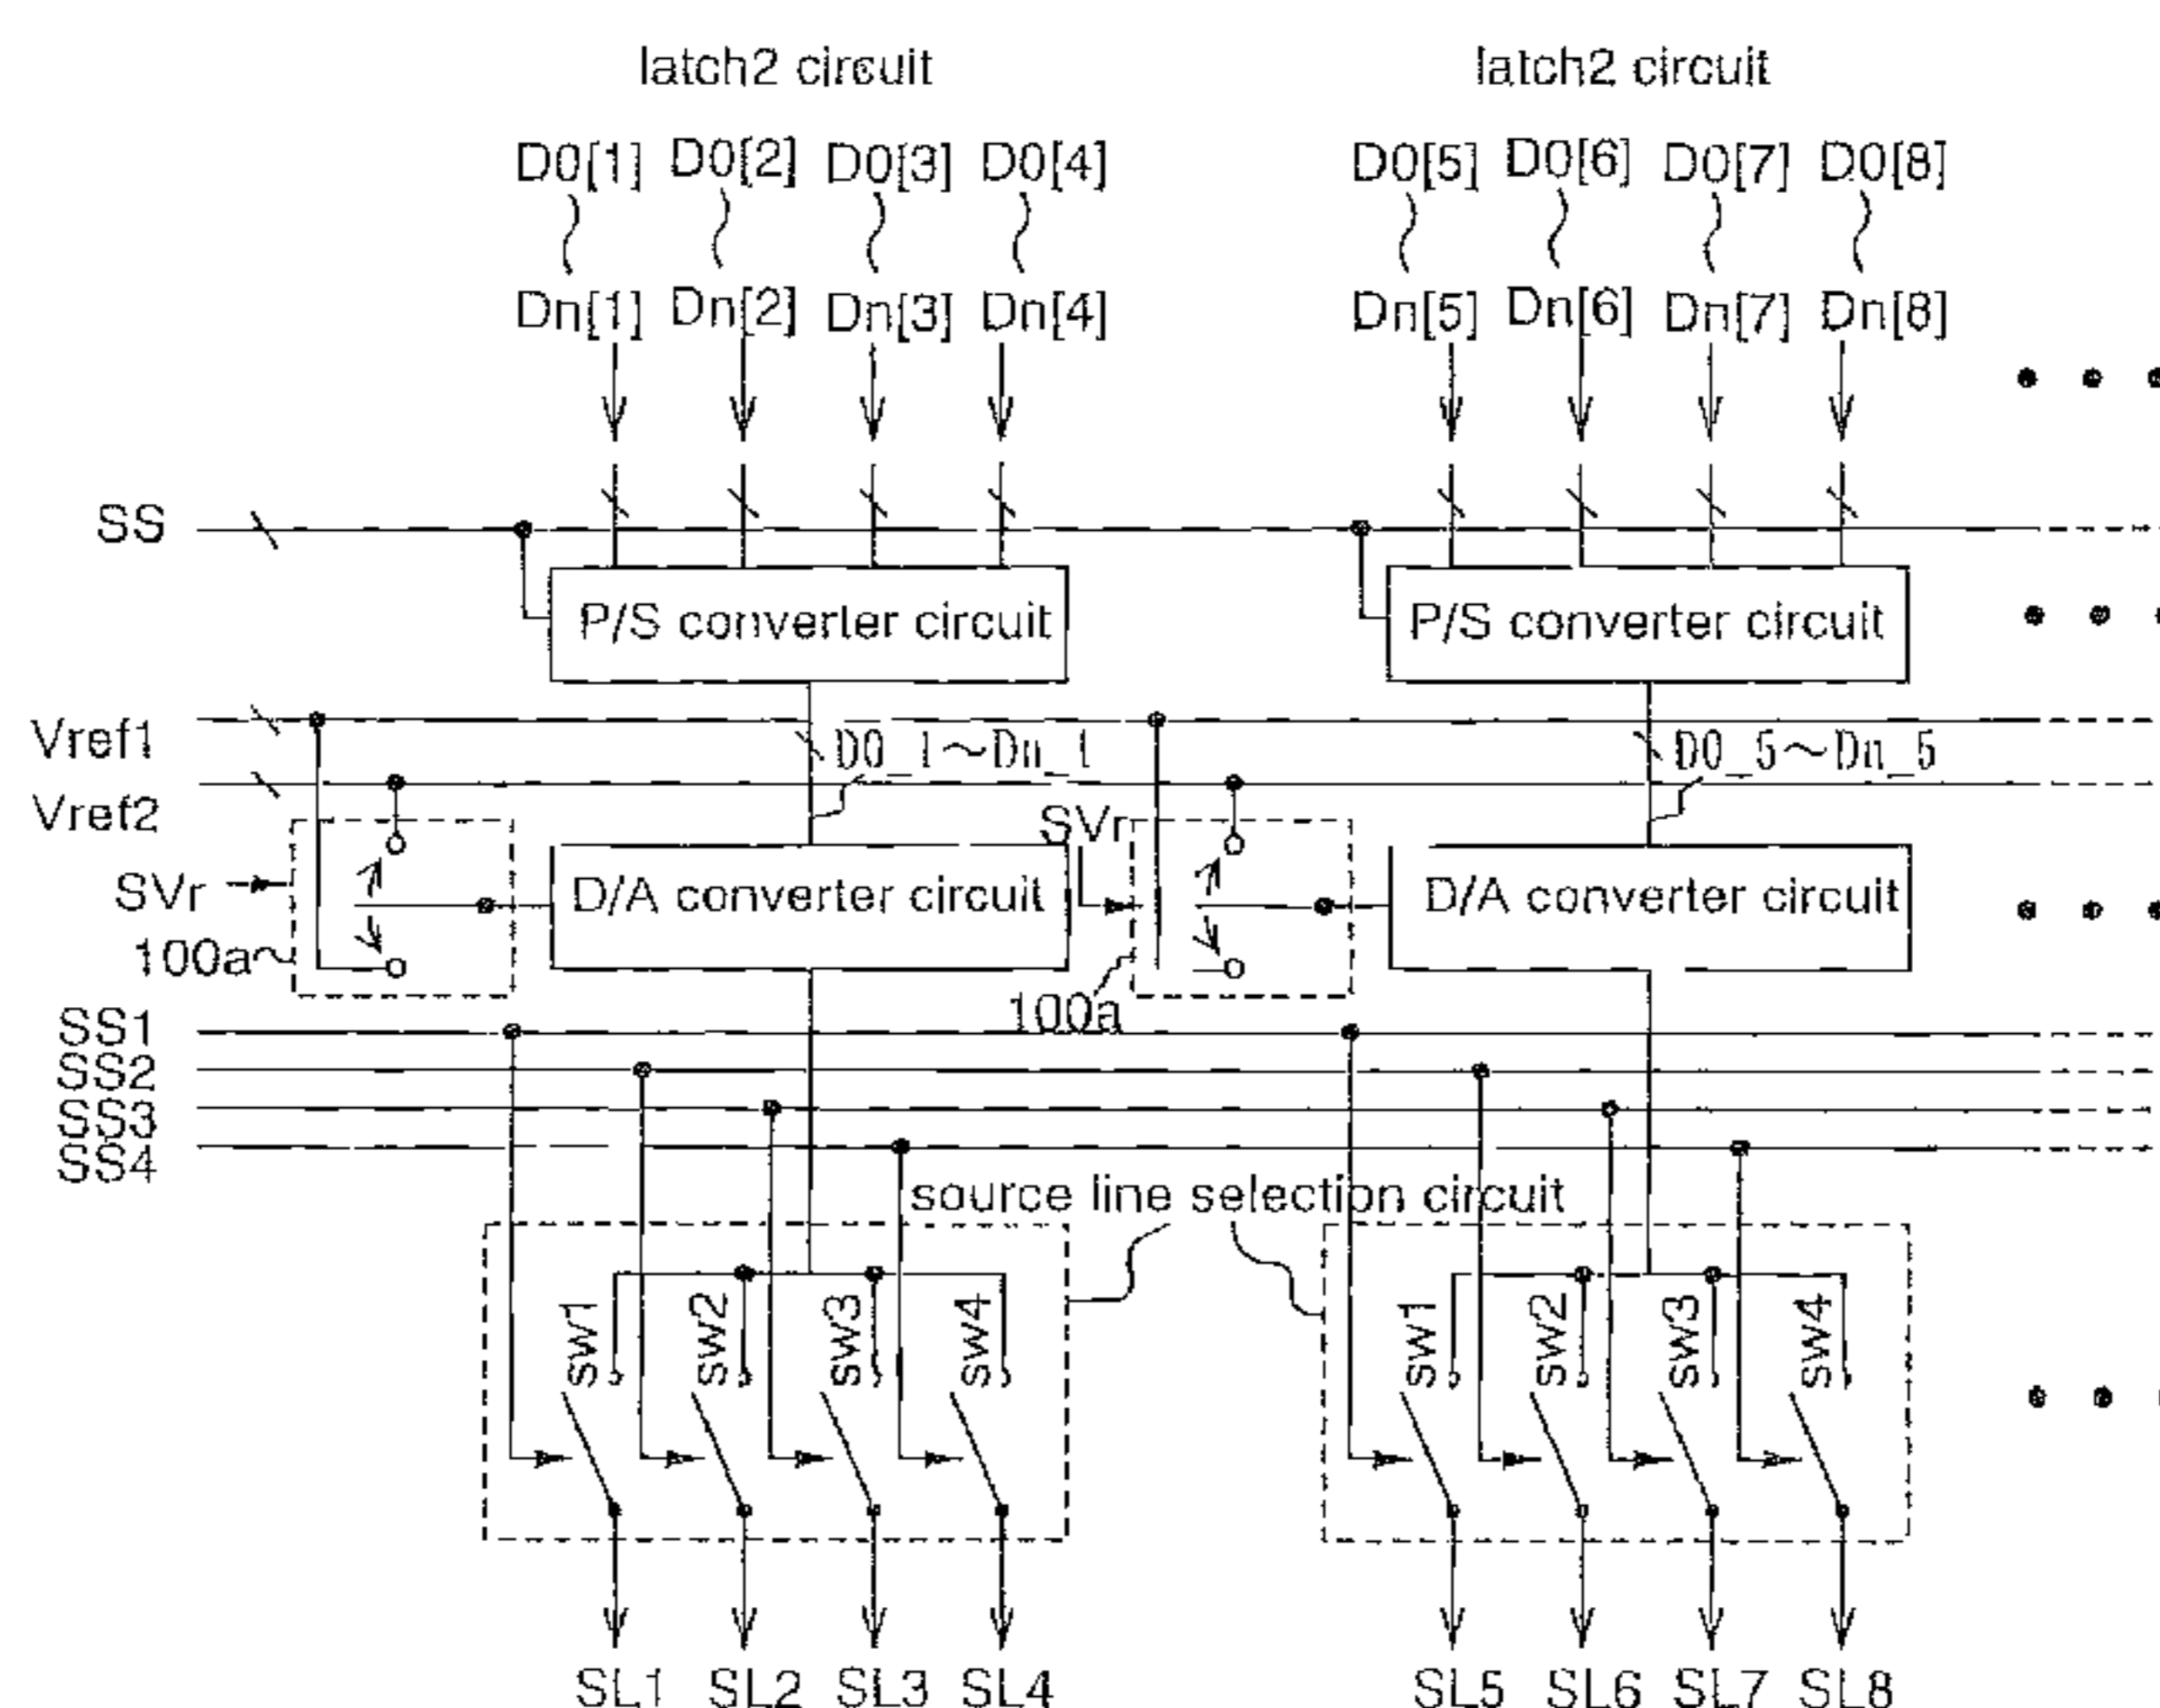 latch2 circuit latch2 circuit
D0[1] D0[2] D0[3] D0[4] D0[5] D0[6] D0[7] D0[8]
Dn[1] Dn[2] Dn[3] Dn[4] Dn[5] Dn[6] Dn[7] Dn[8]
SS
P/S converter circuit P/S converter circuit
Vref1
D0_1~Dn_1 D0_5~Dn_5
Vref2
SVr
SVr
D/A converter circuit D/A converter circuit
100a
100a
SS1
SS2
SS3
SS4
source line selection circuit
sw1 sw2 sw3 sw4 sw1 sw2 sw3 sw4
SL1 SL2 SL3 SL4 SL5 SL6 SL7 SL8